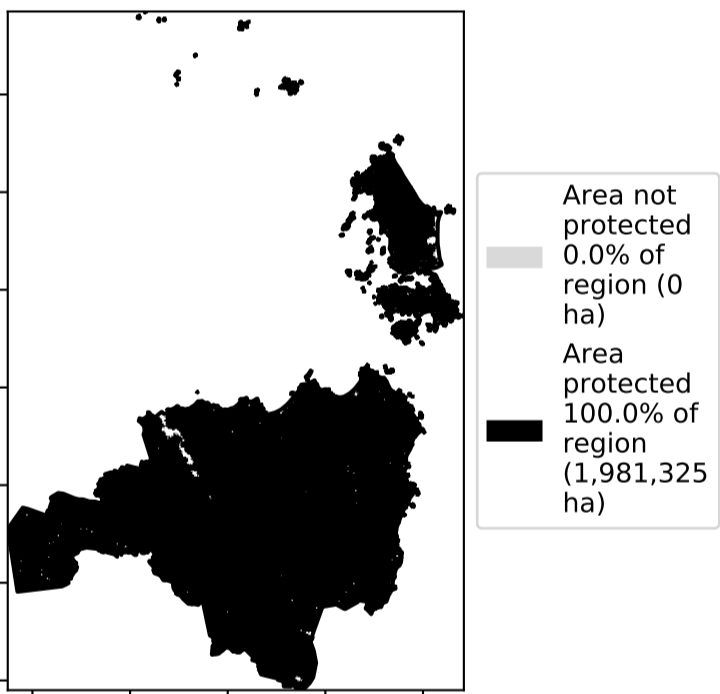 Area not
protected
0.0% of
region (0
ha)
Area
protected
100.0% of
region
(1,981,325
ha)